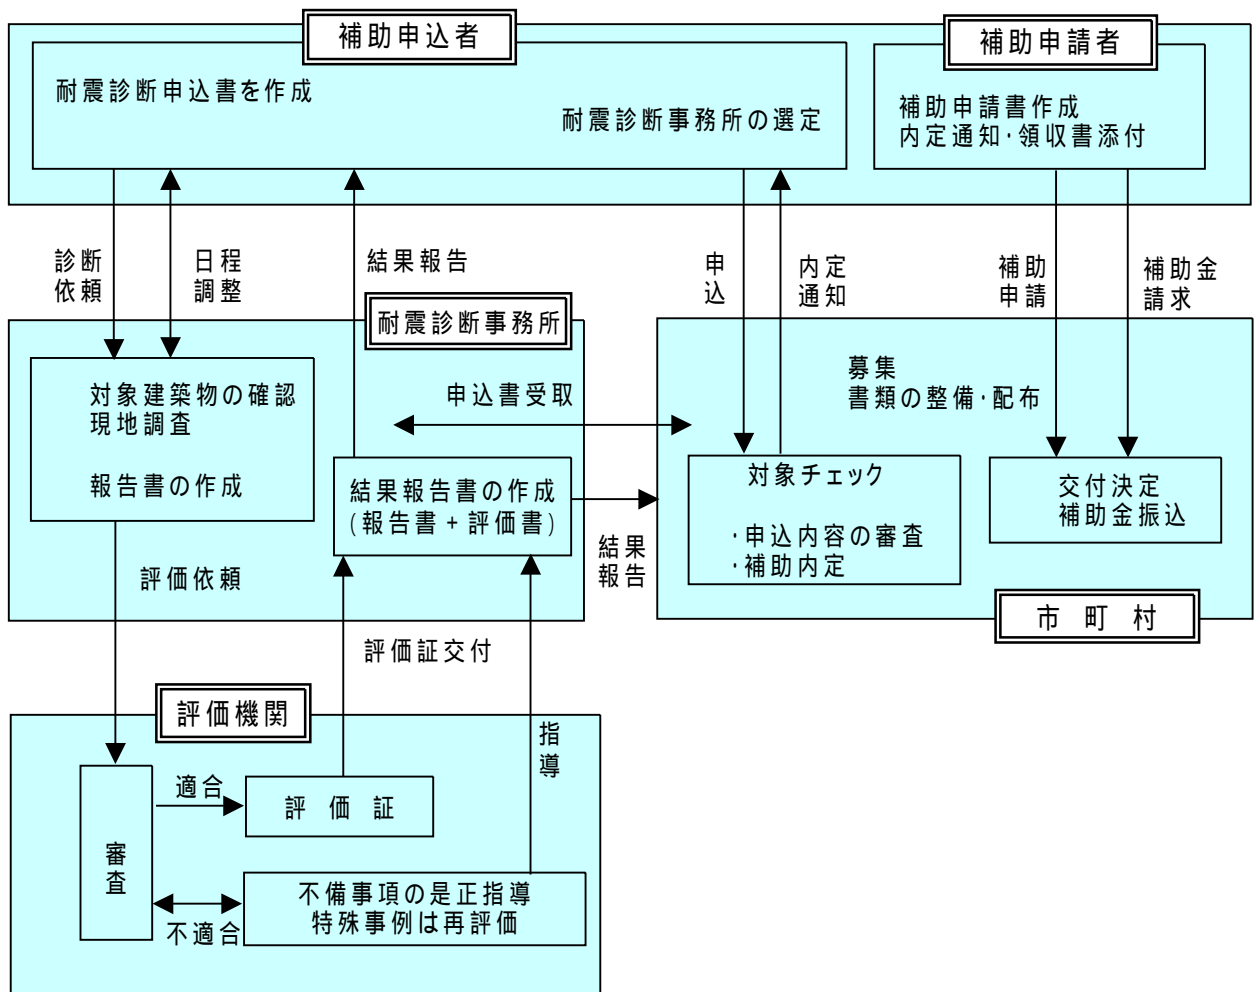 補助申込者
補助申請者
耐震診断申込書を作成
耐震診断事務所の選定
補助申請書作成
内定通知・領収書添付
診断
依頼
日程
調整
結果報告
申
込
内定
通知
補助
申請
補助金
請求
耐震診断事務所
対象建築物の確認
現地調査
報告書の作成
申込書受取
募集
書類の整備・配布
結果報告書の作成
(報告書+評価書)
結果
報告
対象チェック
・申込内容の審査
・補助内定
交付決定
補助金振込
市 町 村
評価依頼
評価証交付
評価機関
指
導
適合
評 価 証
審
査
不適合
不備事項の是正指導
特殊事例は再評価